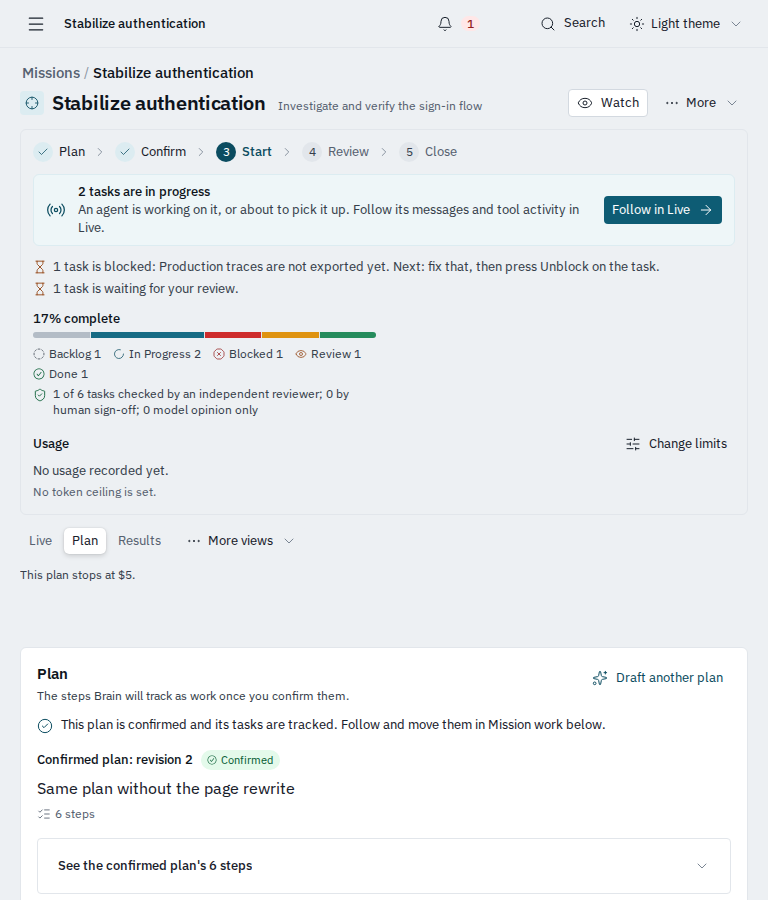 Stabilize authentication
1
Search
Light theme
Missions / Stabilize authentication
Stabilize authentication
Investigate and verify the sign-in flow
Watch
More
Plan
Confirm
3 Start
4 Review
5 Close
2 tasks are in progress
An agent is working on it, or about to pick it up. Follow its messages and tool activity in
Live.
Follow in Live
1 task is blocked: Production traces are not exported yet. Next: fix that, then press Unblock on the task.
1 task is waiting for your review.
17% complete
Backlog 1
In Progress 2
Blocked 1
Review 1
Done 1
1 of 6 tasks checked by an independent reviewer; 0 by
human sign-off; 0 model opinion only
Usage
Change limits
No usage recorded yet.
No token ceiling is set.
Live
Plan
Results
More views
This plan stops at $5.
Plan
Draft another plan
The steps Brain will track as work once you confirm them.
This plan is confirmed and its tasks are tracked. Follow and move them in Mission work below.
Confirmed plan: revision 2
Confirmed
Same plan without the page rewrite
6 steps
See the confirmed plan's 6 steps